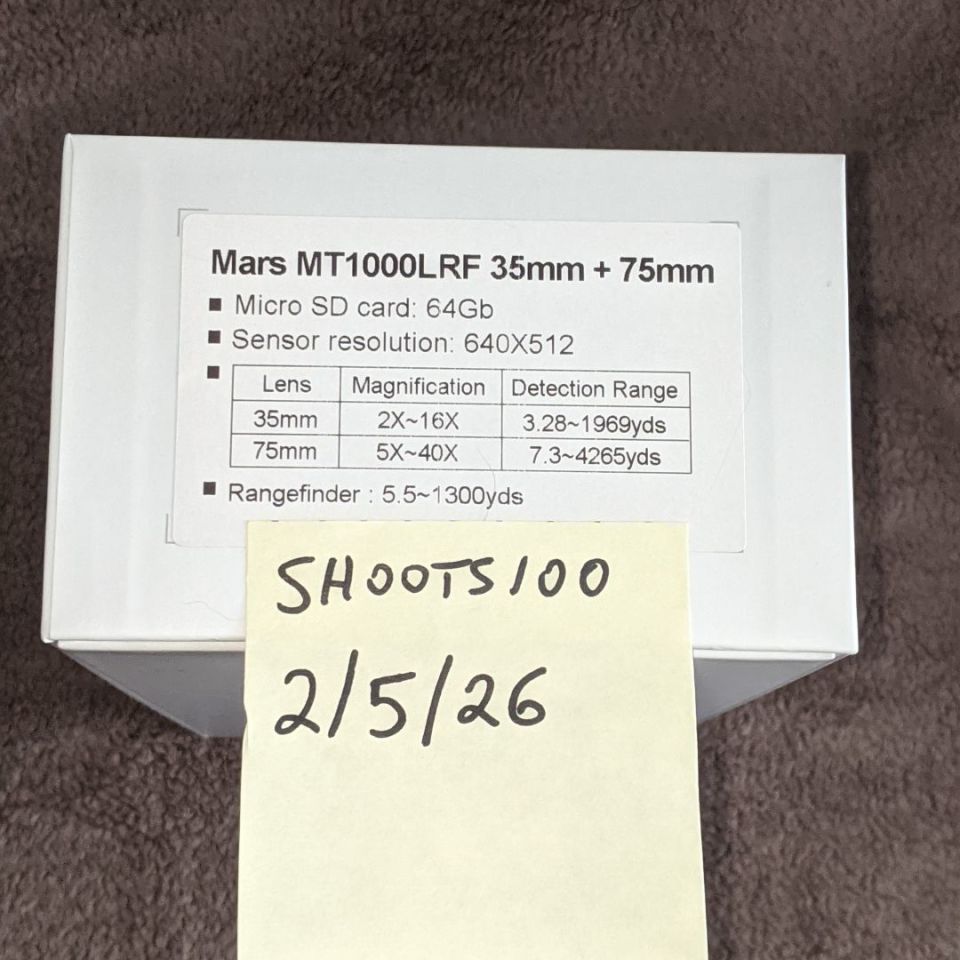 Mars MT1000LRF 35mm + 75mm
■ Micro SD card: 64Gb
■ Sensor resolution: 640X512
■ Lens Magnification Detection Range
35mm 2X~16X 3.28~1969yds
75mm 5X~40X 7.3~4265yds
■ Rangefinder : 5.5~1300yds
SHOOTS100
2/5/26